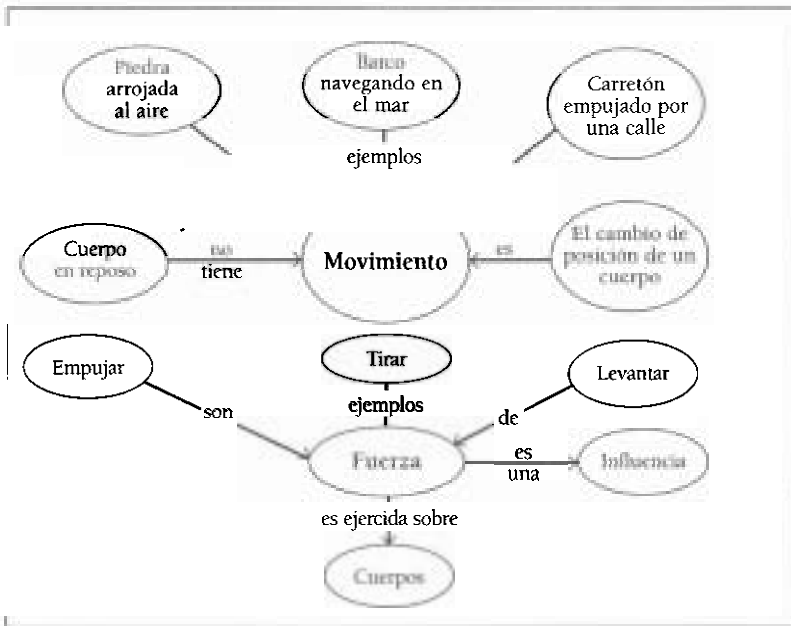 Piedra
arrojada
al aire
Barco
navegando en
el mar
Carretón
empujado por
una calle
ejemplos
Cuerpo
en reposo
no
tiene
Movimiento
es
El cambio de
posición de un
cuerpo
Empujar
Tirar
Levantar
son
ejemplos
de
Fuerza
es
una
Influencia
es ejercida sobre
Cuerpos